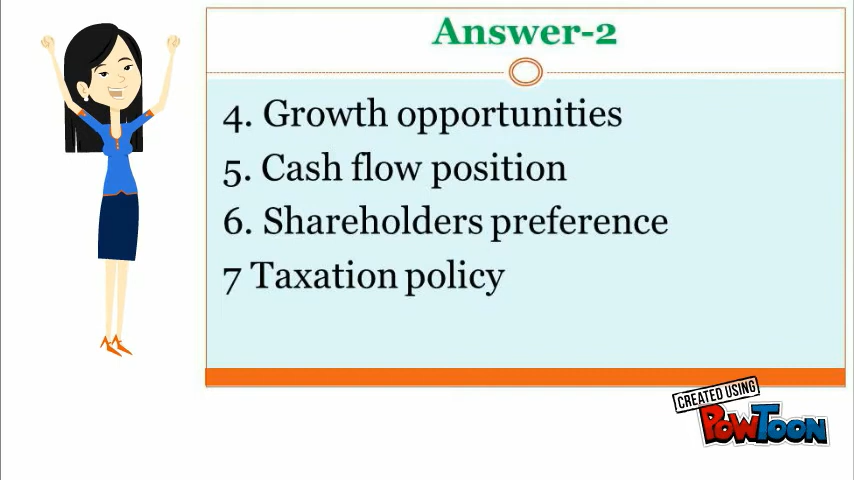 Answer-2
4. Growth opportunities
5. Cash flow position
6. Shareholders preference
7 Taxation policy
CREATED USING
POWTOON